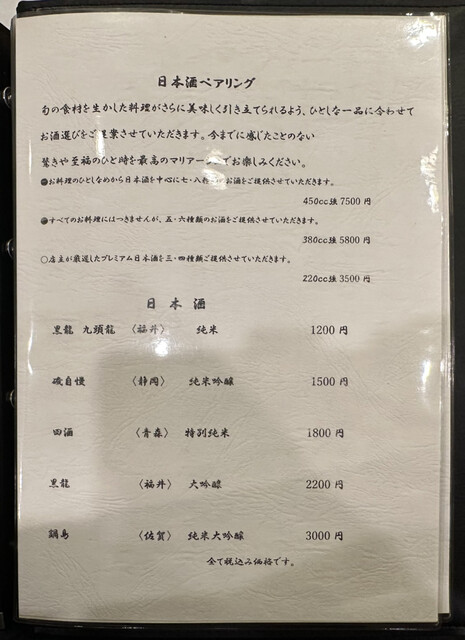 日本酒ペアリング
旬の食材を生かした料理がさらに美味しく引き立てられるよう、ひとしな一品に合わせて
お酒選びをご提案させていただきます。今までに感じたことのない
驚きや至福のひと時を最高のマリアージュでお楽しみください。
●お料理のひとしなめから日本酒を中心に七・八種のお酒をご提供させていただきます。
450cc強 7500 円
●すべてのお料理にはつきませんが、五・六種類のお酒をご提供させていただきます。
380cc強 5800 円
○店主が厳選したプレミアム日本酒を三・四種類ご提供させていただきます。
220cc強 3500 円
日本酒
黒龍 九頭龍 〈福井〉 純米 1200 円
磯自慢 〈静岡〉 純米吟醸 1500 円
田酒 〈青森〉 特別純米 1800 円
黒龍 〈福井〉 大吟醸 2200 円
鍋島 〈佐賀〉 純米大吟醸 3000 円
全て税込み価格です。